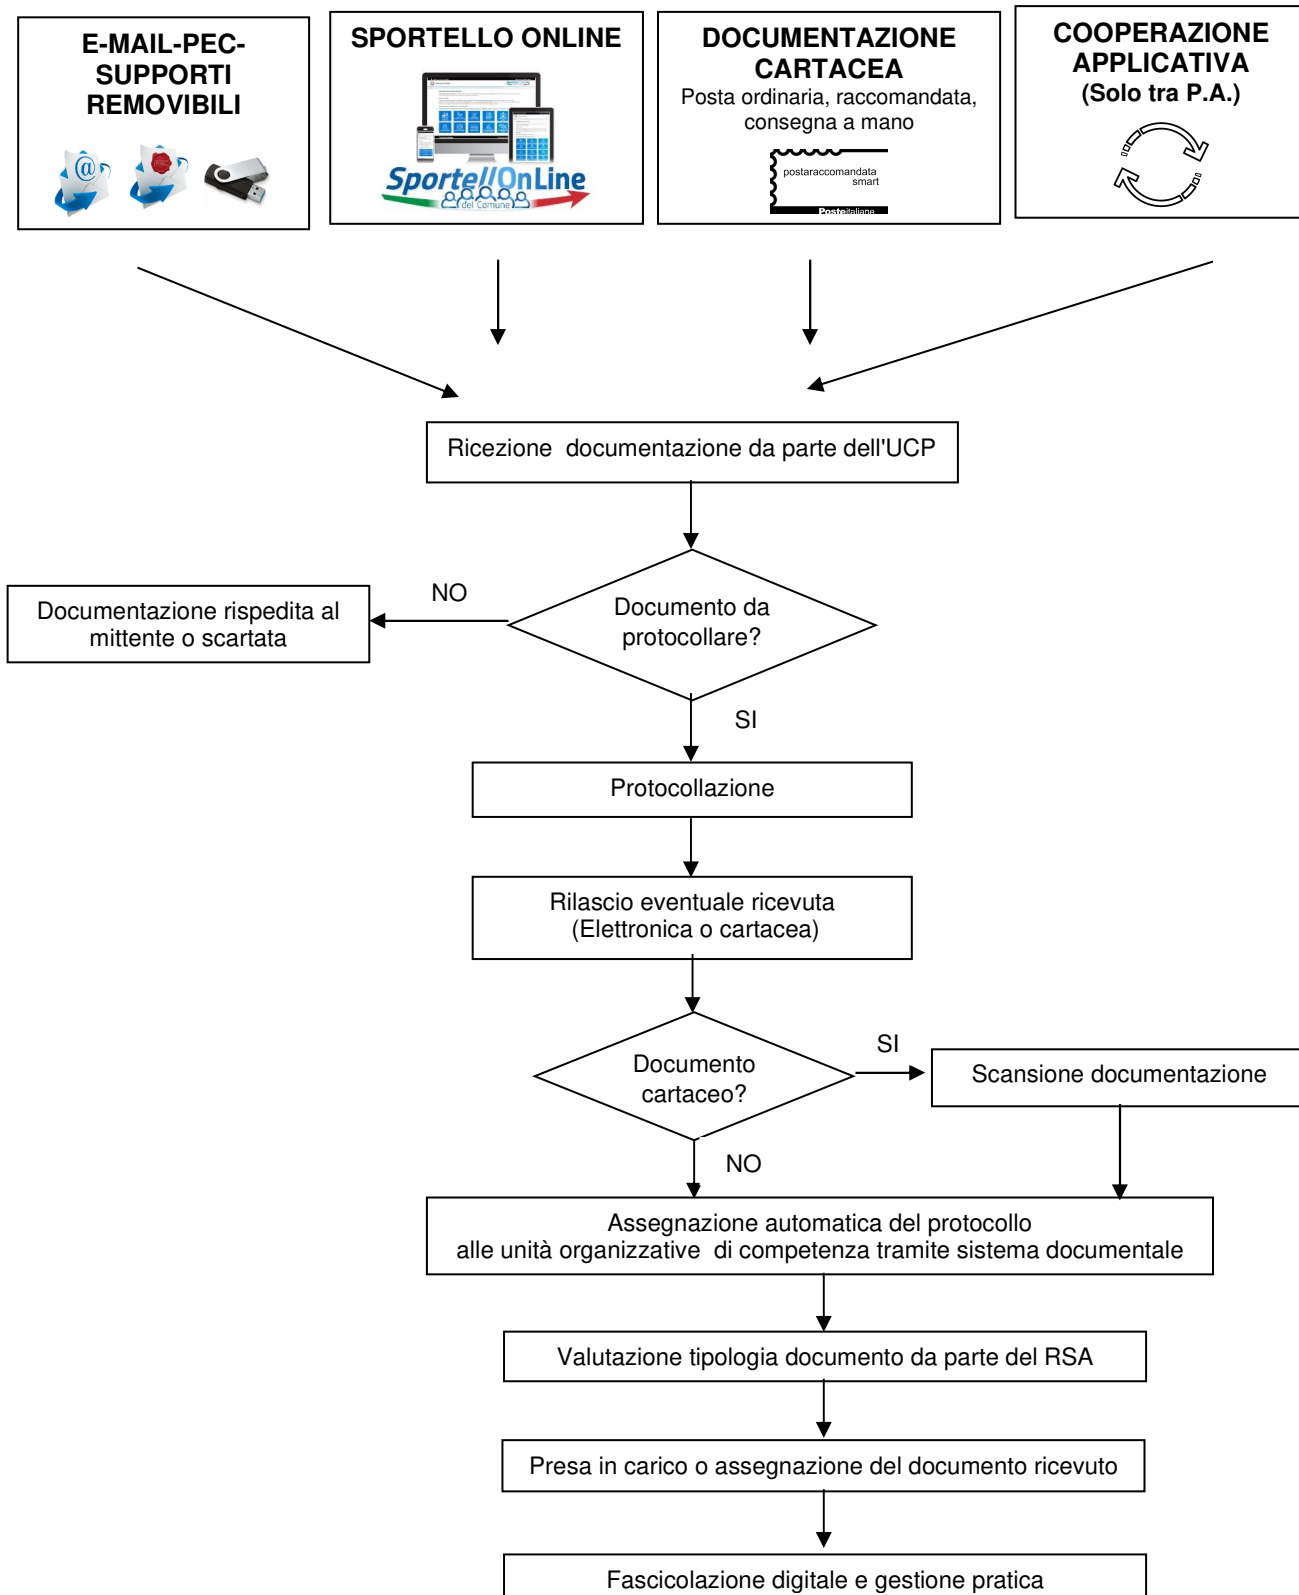 E-MAIL-PEC-
SUPPORTI
REMOVIBILI
SPORTELLO ONLINE
SportellOnLine
del Comune
DOCUMENTAZIONE
CARTACEA
Posta ordinaria, raccomandata,
consegna a mano
postaraccomandata
smart
Posteitaliane
COOPERAZIONE
APPLICATIVA
(Solo tra P.A.)
Ricezione documentazione da parte dell'UCP
Documento da
protocollare?
NO
Documentazione rispedita al
mittente o scartata
SI
Protocollazione
Rilascio eventuale ricevuta
(Elettronica o cartacea)
Documento
cartaceo?
SI
Scansione documentazione
NO
Assegnazione automatica del protocollo
alle unità organizzative di competenza tramite sistema documentale
Valutazione tipologia documento da parte del RSA
Presa in carico o assegnazione del documento ricevuto
Fascicolazione digitale e gestione pratica